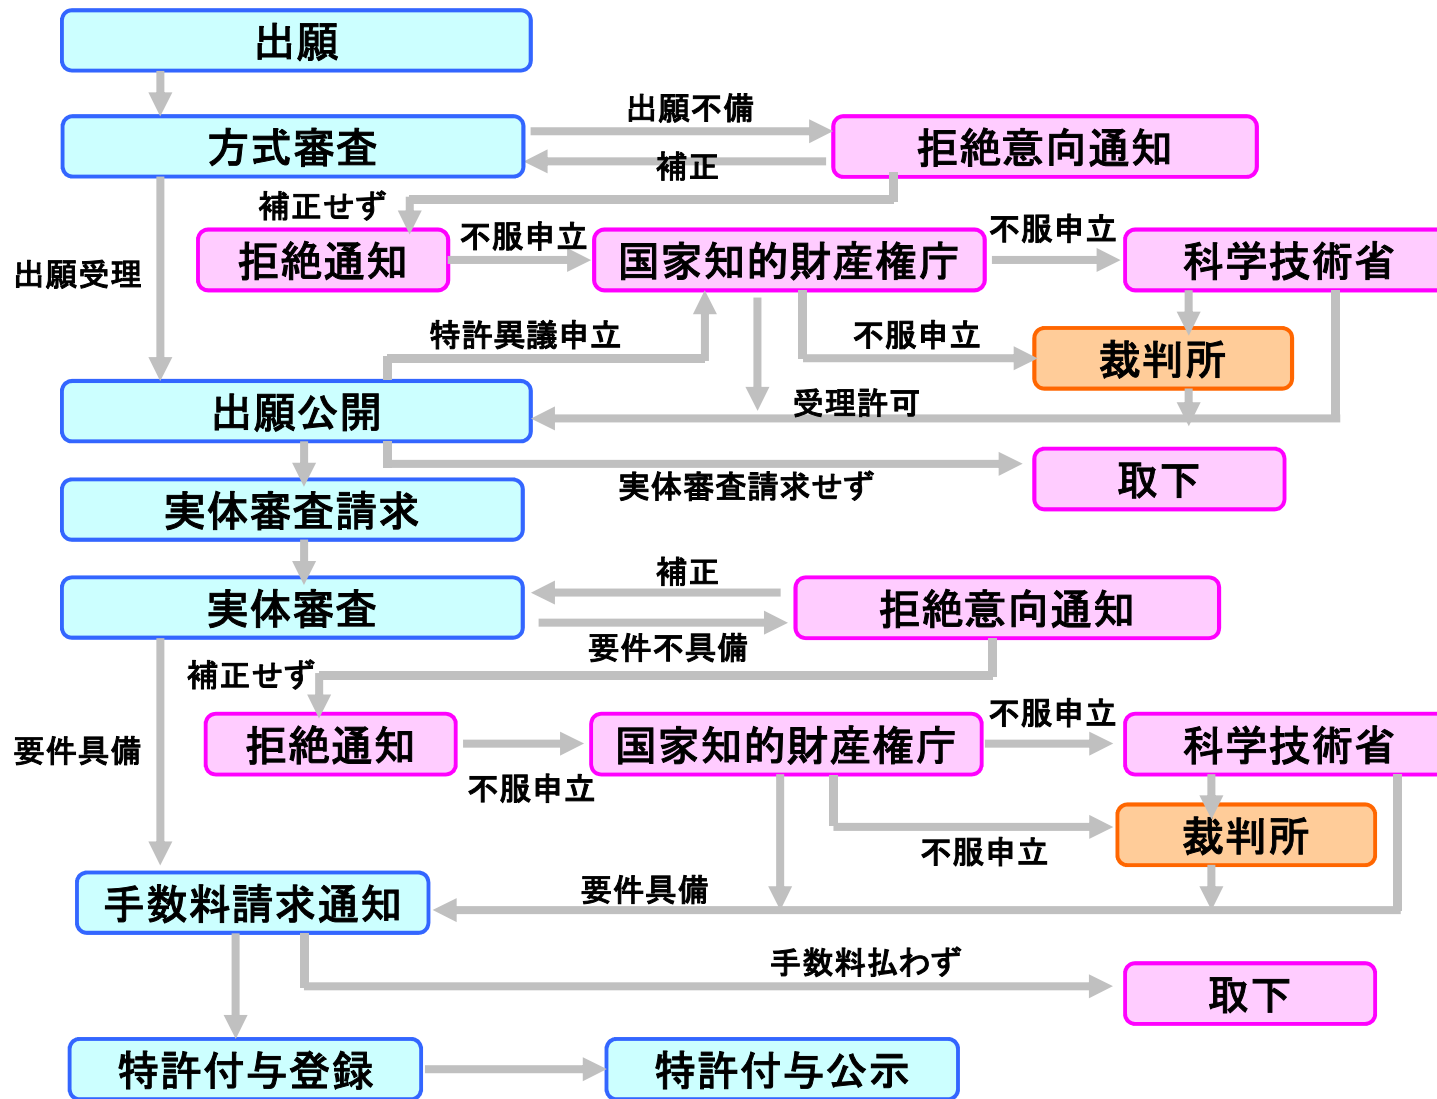 出願
出願不備
方式審査
拒絶意向通知
補正
補正せず
不服申立
不服申立
拒絶通知
国家知的財産権庁
科学技術省
出願受理
特許異議申立
不服申立
裁判所
出願公開
受理許可
実体審査請求せず
取下
実体審査請求
補正
実体審査
拒絶意向通知
要件不具備
補正せず
不服申立
要件具備
拒絶通知
国家知的財産権庁
科学技術省
不服申立
裁判所
不服申立
要件具備
手数料請求通知
手数料払わず
取下
特許付与登録
特許付与公示